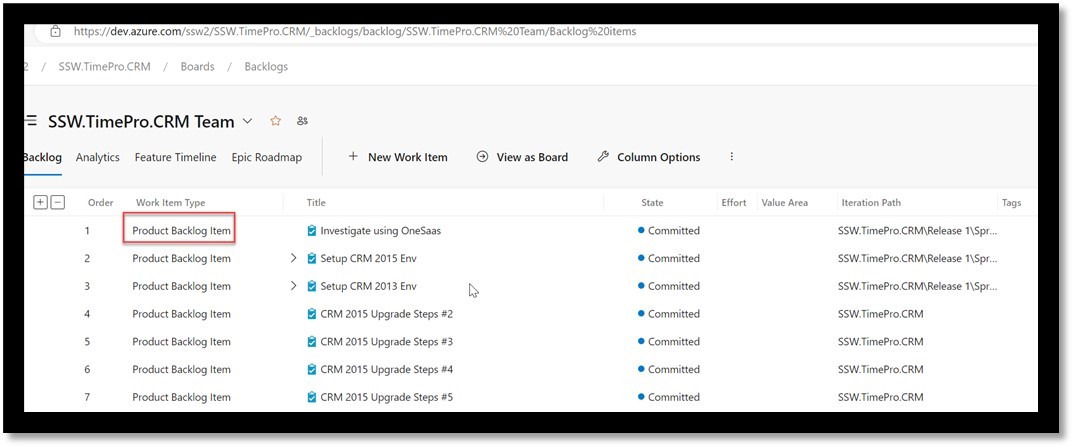 https://dev.azure.com/ssw2/SSW.TimePro.CRM/_backlogs/backlog/SSW.TimePro.CRM%20Team/Backlog%20items
2 / SSW.TimePro.CRM / Boards / Backlogs
SSW.TimePro.CRM Team
Backlog Analytics Feature Timeline Epic Roadmap + New Work Item View as Board Column Options
Order Work Item Type Title State Effort Value Area Iteration Path Tags
1 Product Backlog Item Investigate using OneSaas Committed SSW.TimePro.CRM\Release 1\Spr...
2 Product Backlog Item Setup CRM 2015 Env Committed SSW.TimePro.CRM\Release 1\Spr...
3 Product Backlog Item Setup CRM 2013 Env Committed SSW.TimePro.CRM\Release 1\Spr...
4 Product Backlog Item CRM 2015 Upgrade Steps #2 Committed SSW.TimePro.CRM
5 Product Backlog Item CRM 2015 Upgrade Steps #3 Committed SSW.TimePro.CRM
6 Product Backlog Item CRM 2015 Upgrade Steps #4 Committed SSW.TimePro.CRM
7 Product Backlog Item CRM 2015 Upgrade Steps #5 Committed SSW.TimePro.CRM